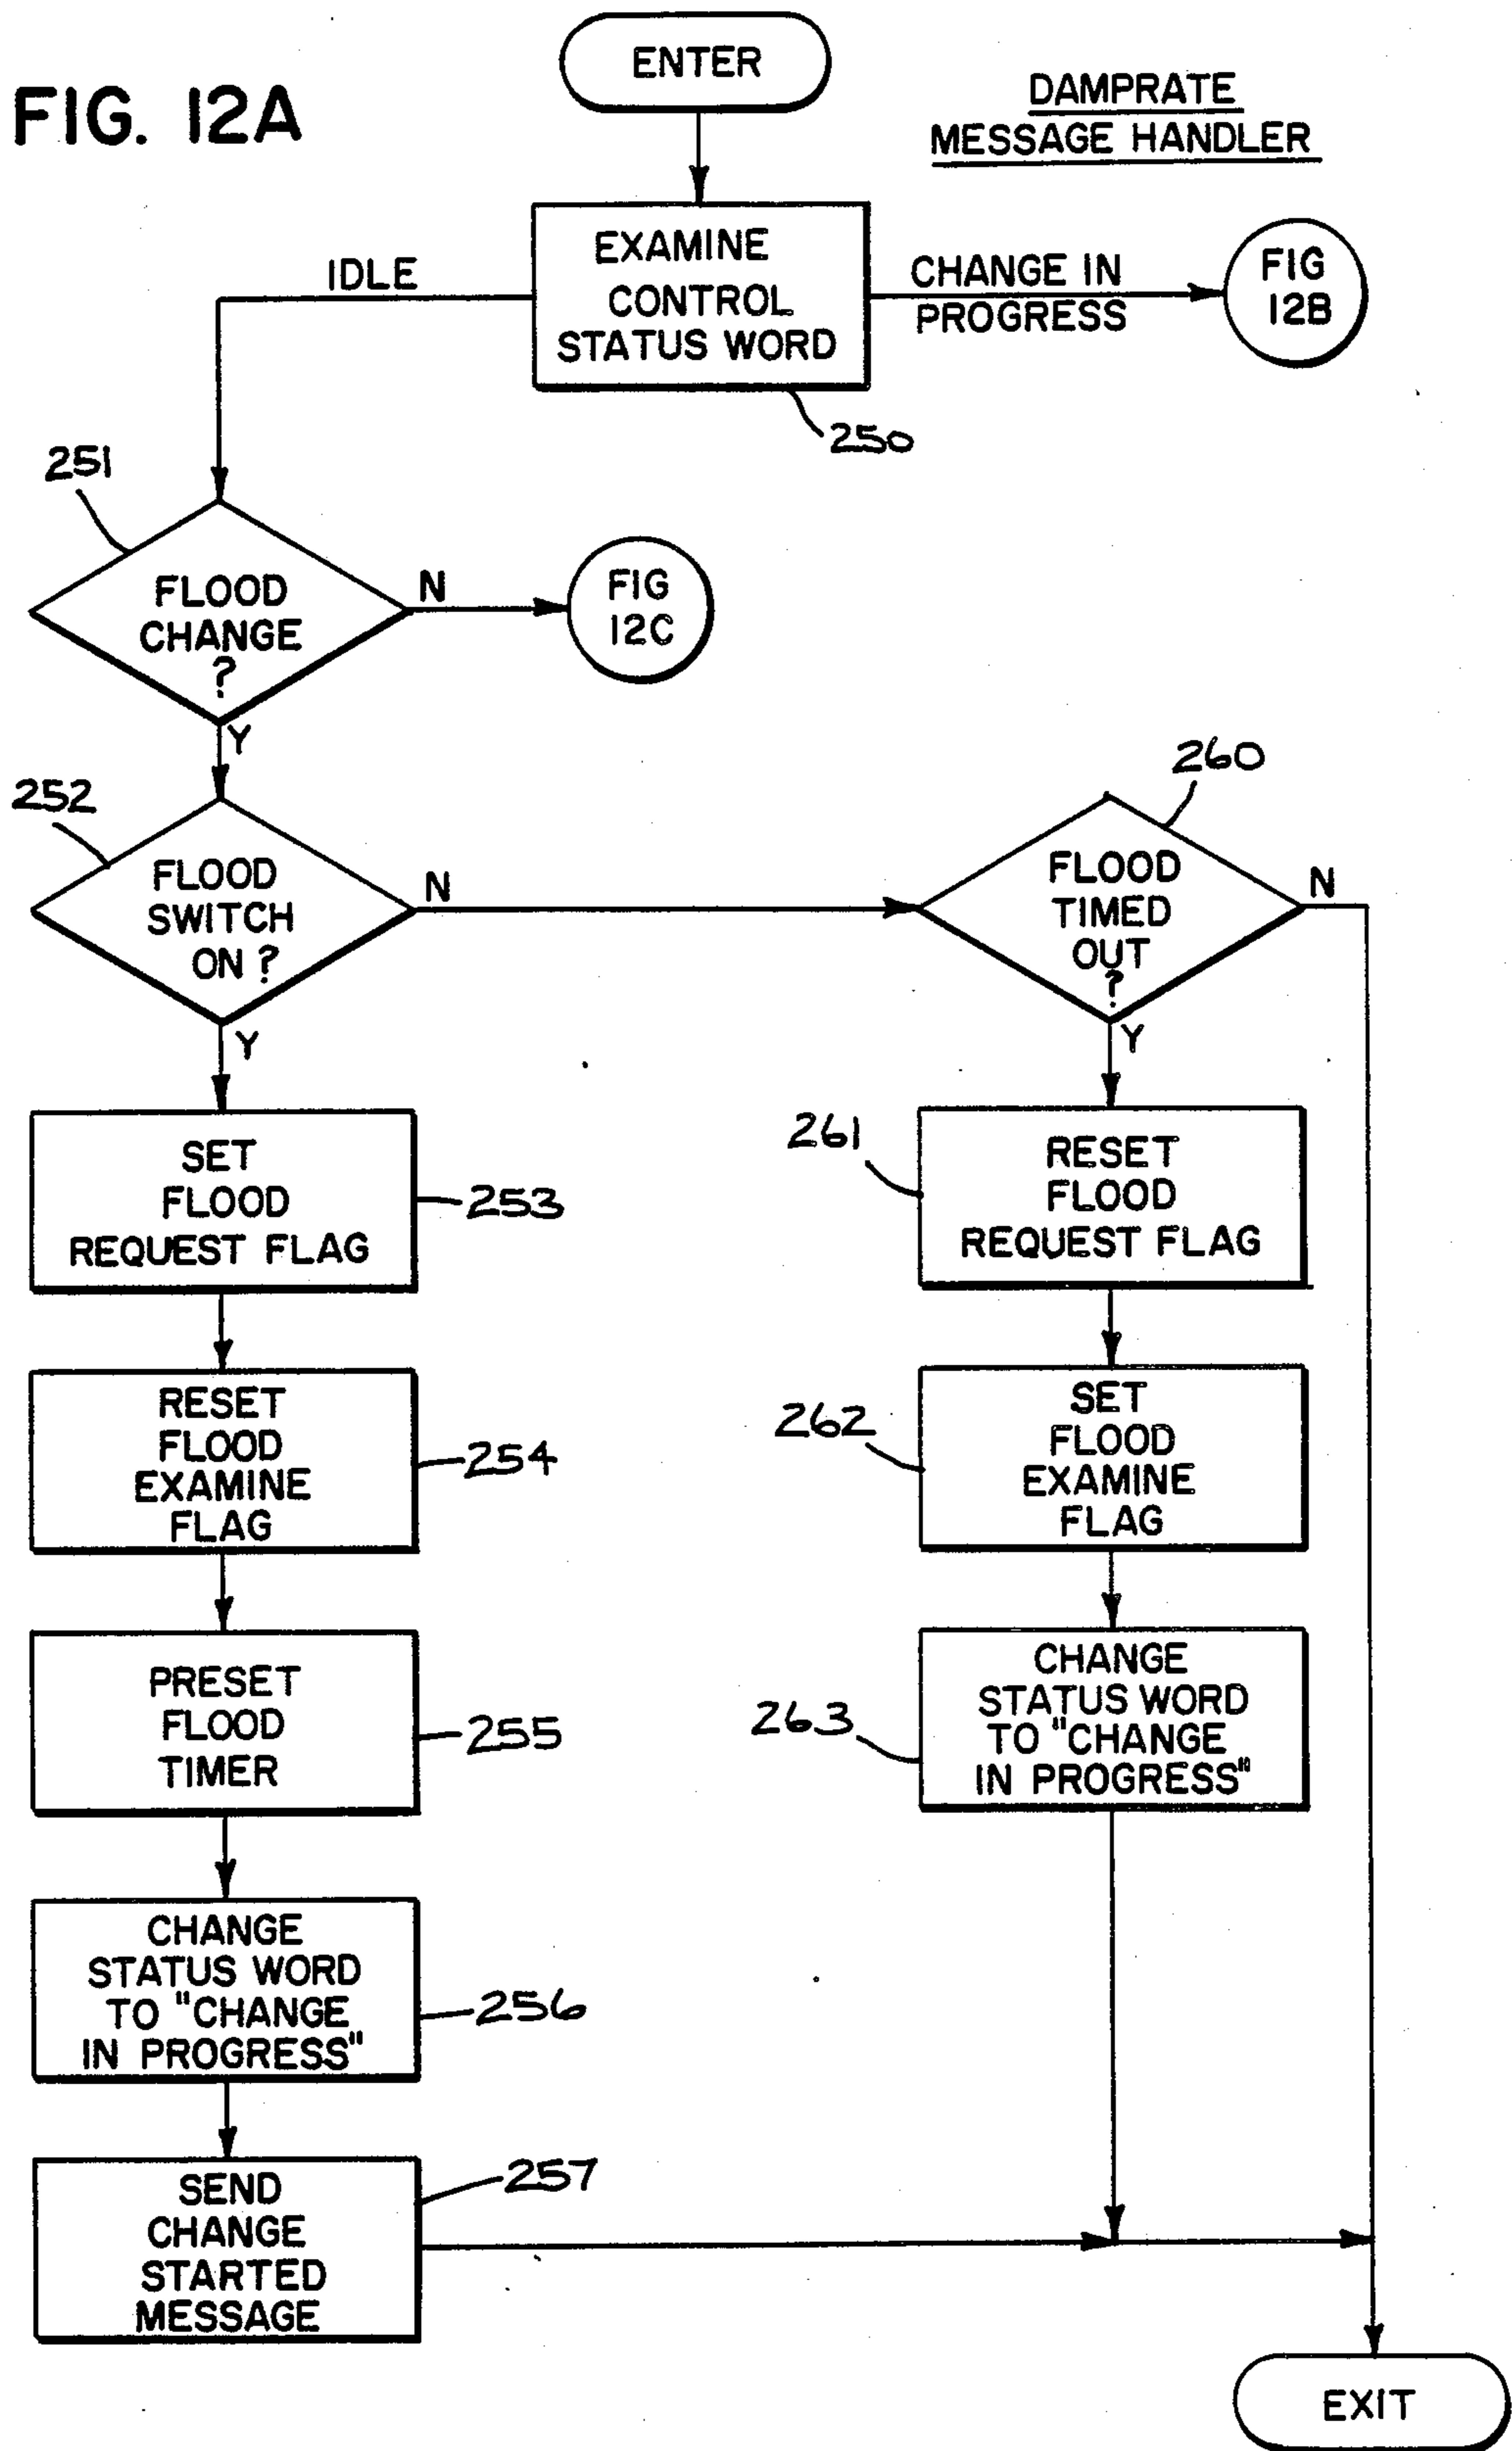 FIG. 12A
ENTER
DAMPRATE
MESSAGE HANDLER
EXAMINE
CONTROL
STATUS WORD
250
IDLE
CHANGE IN
PROGRESS
FIG
12B
251
FLOOD
CHANGE
?
N
FIG
12C
Y
252
FLOOD
SWITCH
ON ?
N
Y
260
FLOOD
TIMED
OUT
?
N
Y
SET
FLOOD
REQUEST FLAG
253
261
RESET
FLOOD
REQUEST FLAG
RESET
FLOOD
EXAMINE
FLAG
254
262
SET
FLOOD
EXAMINE
FLAG
PRESET
FLOOD
TIMER
255
263
CHANGE
STATUS WORD
TO "CHANGE
IN PROGRESS"
CHANGE
STATUS WORD
TO "CHANGE
IN PROGRESS"
256
SEND
CHANGE
STARTED
MESSAGE
257
EXIT